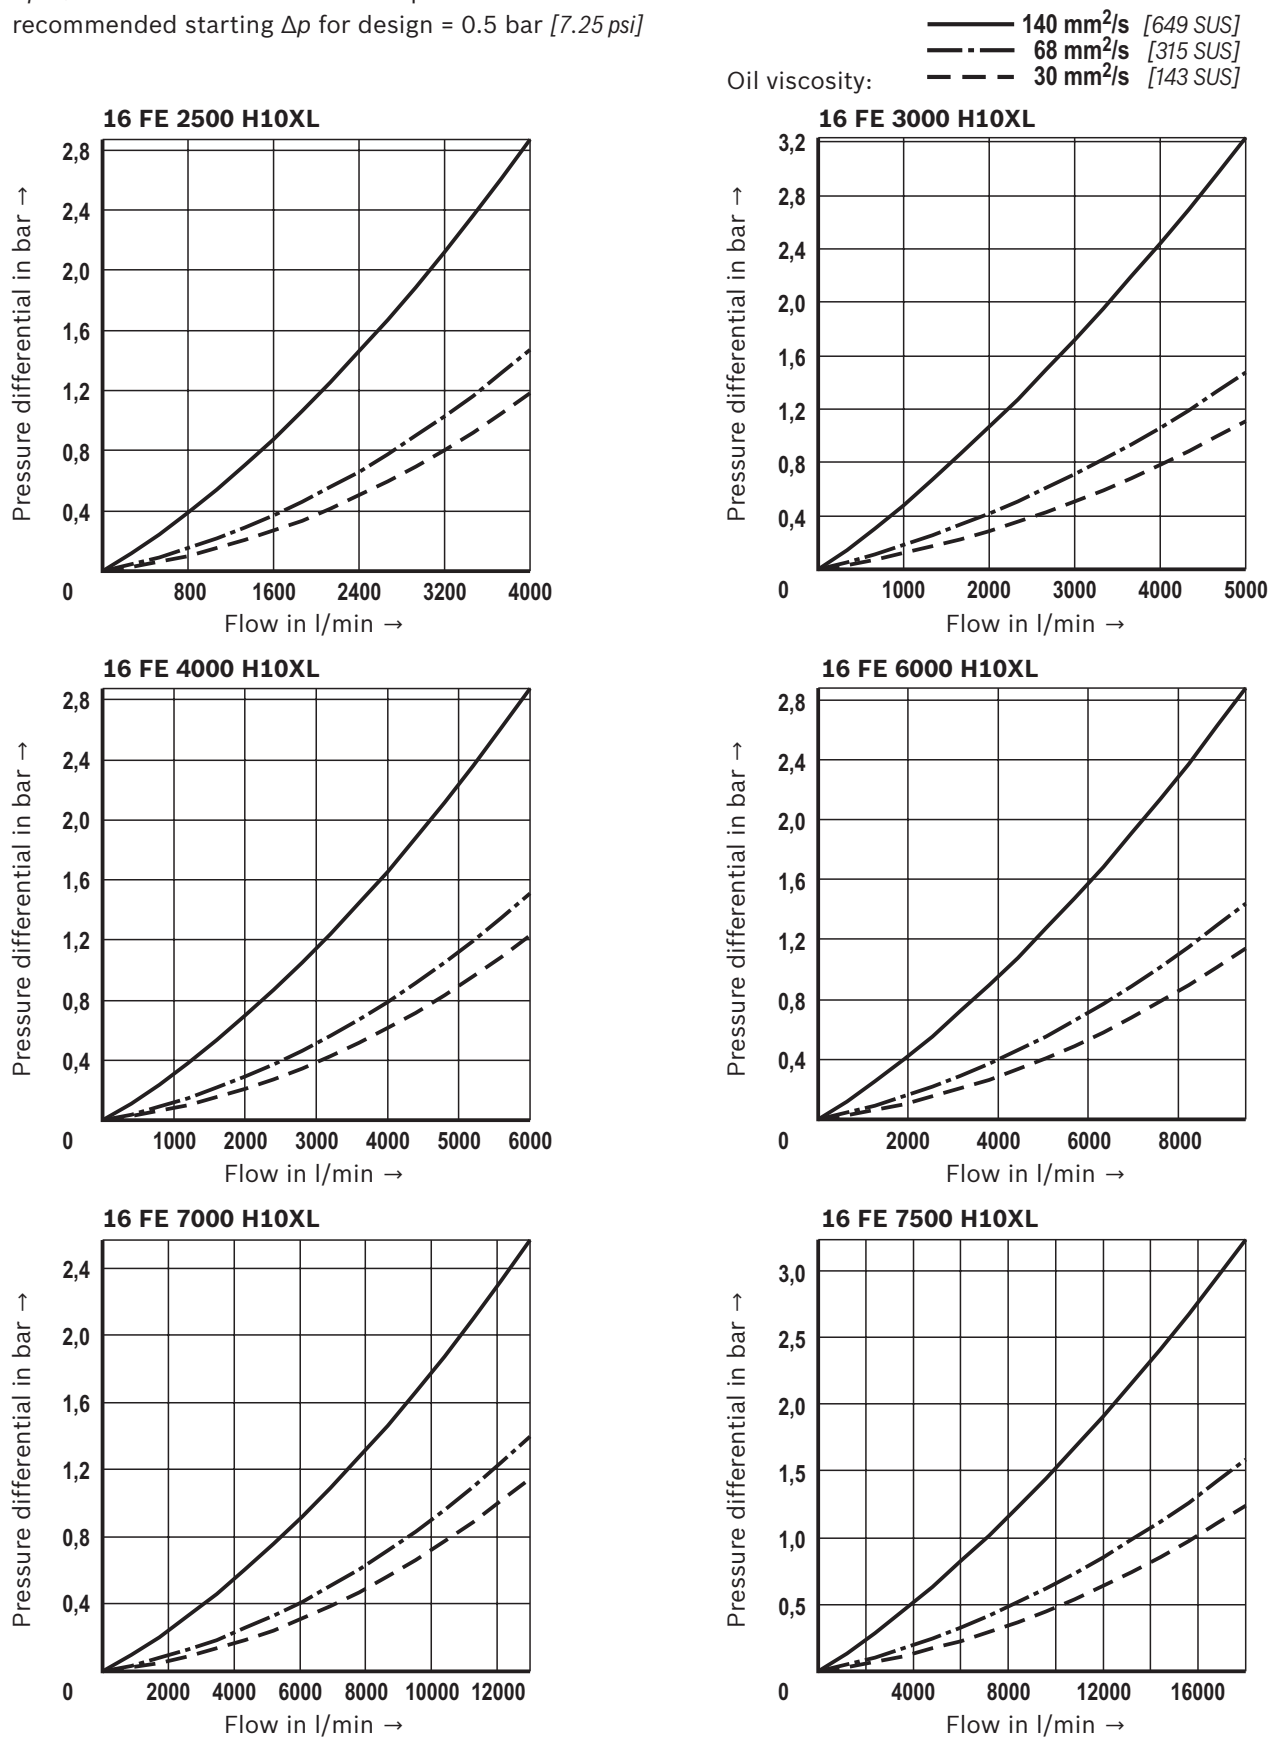 recommended starting Δp for design = 0.5 bar [7.25 psi]
140 mm²/s [649 SUS]
68 mm²/s [315 SUS]
Oil viscosity: 30 mm²/s [143 SUS]
16 FE 2500 H10XL
Pressure differential in bar →
2,8
2,4
2,0
1,6
1,2
0,8
0,4
0 800 1600 2400 3200 4000
Flow in l/min →
16 FE 3000 H10XL
Pressure differential in bar →
3,2
2,8
2,4
2,0
1,6
1,2
0,8
0,4
0 1000 2000 3000 4000 5000
Flow in l/min →
16 FE 4000 H10XL
Pressure differential in bar →
2,8
2,4
2,0
1,6
1,2
0,8
0,4
0 1000 2000 3000 4000 5000 6000
Flow in l/min →
16 FE 6000 H10XL
Pressure differential in bar →
2,8
2,4
2,0
1,6
1,2
0,8
0,4
0 2000 4000 6000 8000
Flow in l/min →
16 FE 7000 H10XL
Pressure differential in bar →
2,4
2,0
1,6
1,2
0,8
0,4
0 2000 4000 6000 8000 10000 12000
Flow in l/min →
16 FE 7500 H10XL
Pressure differential in bar →
3,0
2,5
2,0
1,5
1,0
0,5
0 4000 8000 12000 16000
Flow in l/min →